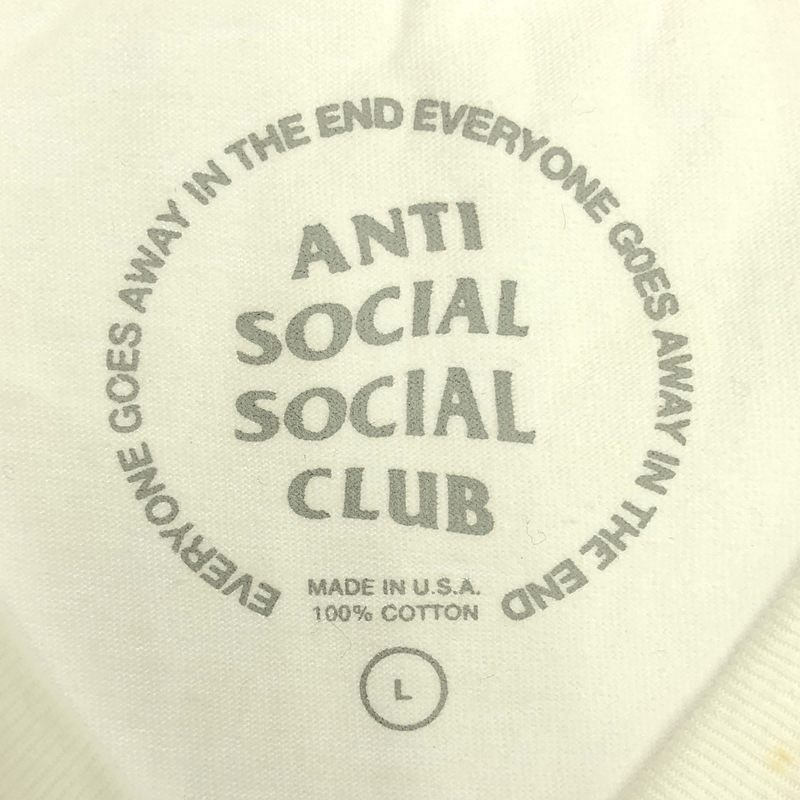 EVERYONE GOES AWAY IN THE END EVERYONE GOES AWAY IN THE END
ANTI
SOCIAL
SOCIAL
CLUB
MADE IN U.S.A.
100% COTTON
L